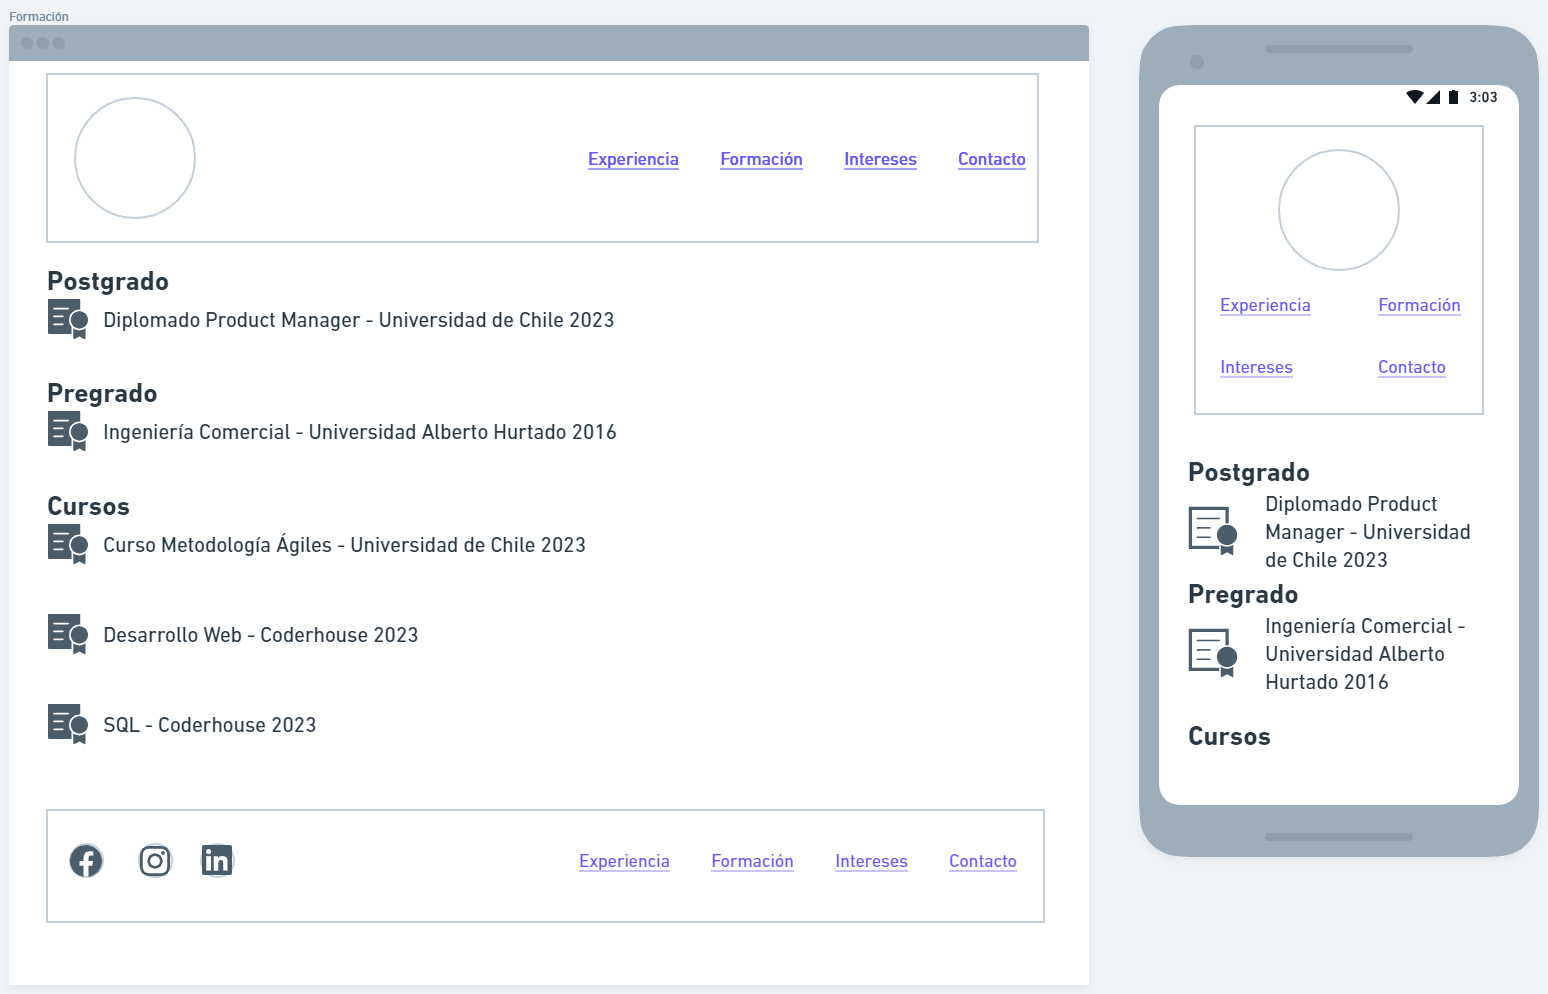 Formación
Experiencia Formación Intereses Contacto
Postgrado
Diplomado Product Manager - Universidad de Chile 2023
Pregrado
Ingeniería Comercial - Universidad Alberto Hurtado 2016
Cursos
Curso Metodología Ágiles - Universidad de Chile 2023
Desarrollo Web - Coderhouse 2023
SQL - Coderhouse 2023
in
Experiencia Formación Intereses Contacto
3:03
Experiencia Formación
Intereses Contacto
Postgrado
Diplomado Product
Manager - Universidad
de Chile 2023
Pregrado
Ingeniería Comercial -
Universidad Alberto
Hurtado 2016
Cursos